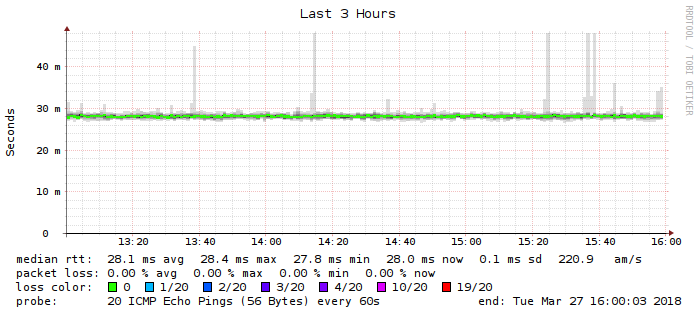 Last 3 Hours
RRDTOOL / TOBI OETIKER
Seconds
40 m
30 m
20 m
10 m
0
13:20 13:40 14:00 14:20 14:40 15:00 15:20 15:40 16:00
median rtt: 28.1 ms avg 28.4 ms max 27.8 ms min 28.0 ms now 0.1 ms sd 220.9 am/s
packet loss: 0.00 % avg 0.00 % max 0.00 % min 0.00 % now
loss color: 0 1/20 2/20 3/20 4/20 10/20 19/20
probe: 20 ICMP Echo Pings (56 Bytes) every 60s end: Tue Mar 27 16:00:03 2018